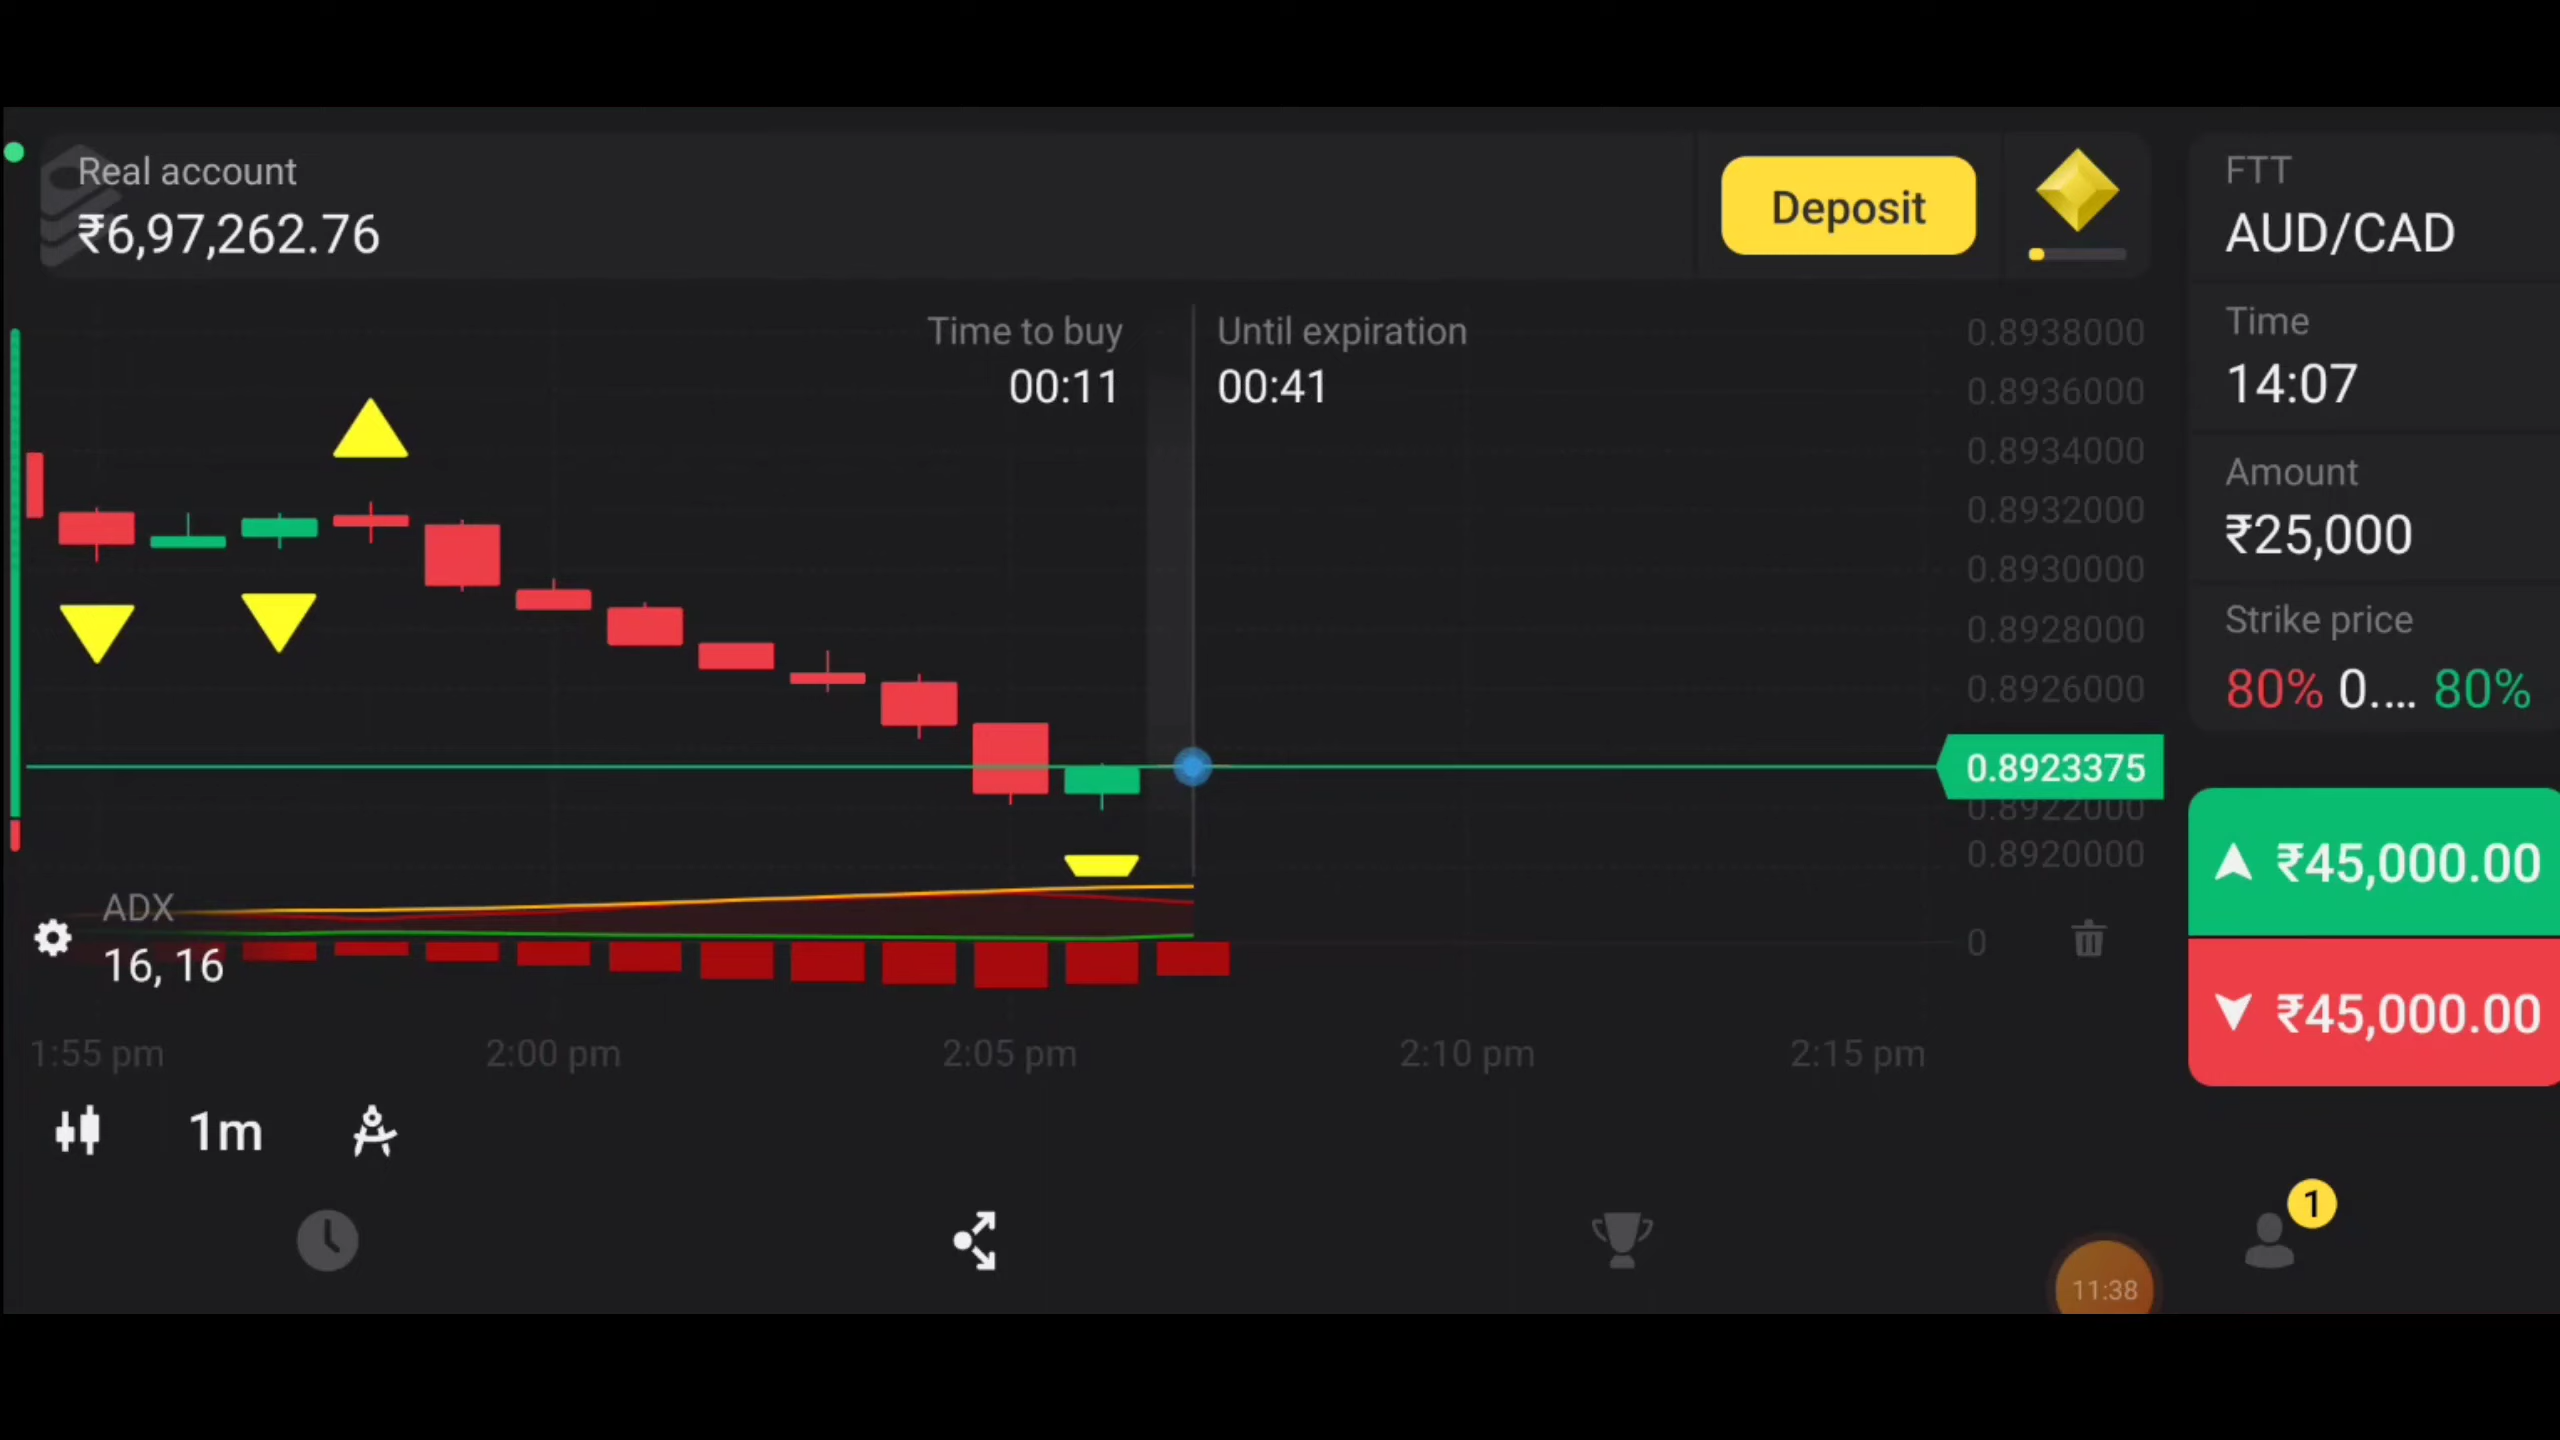 Real account
₹6,97,262.76
Deposit
FTT
AUD/CAD
Time
14:07
Amount
₹25,000
Strike price
80% 0.... 80%
Time to buy
00:11
Until expiration
00:41
0.8938000
0.8936000
0.8934000
0.8932000
0.8930000
0.8928000
0.8926000
0.8923375
0.8922000
0.8920000
₹45,000.00
₹45,000.00
ADX
16, 16
0
1:55 pm
2:00 pm
2:05 pm
2:10 pm
2:15 pm
1m
1
11:38